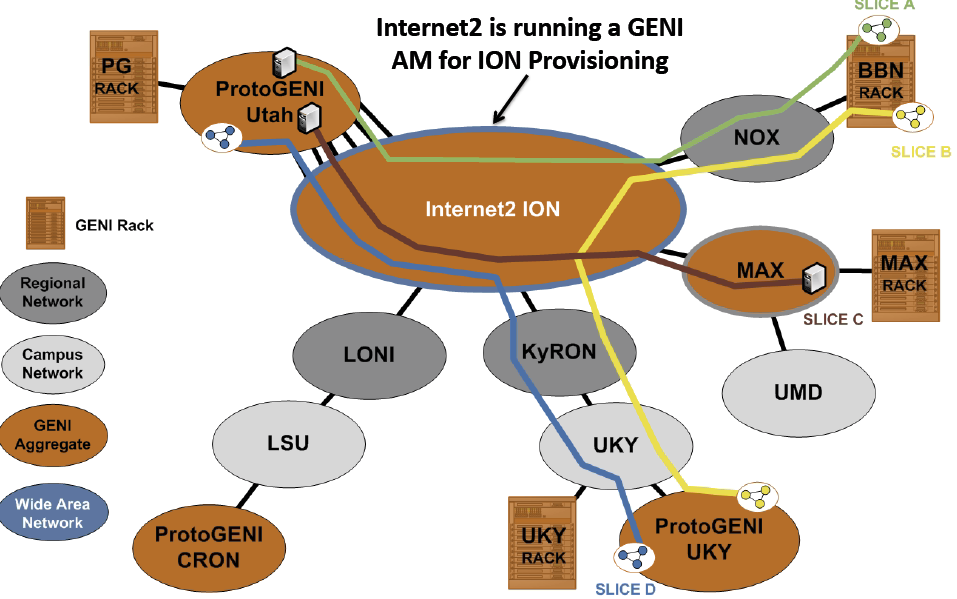 Internet2 is running a GENI
AM for ION Provisioning
SLICE A
PG
RACK
ProtoGENI
Utah
BBN
RACK
NOX
SLICE B
Internet2 ION
GENI Rack
MAX
MAX
RACK
SLICE C
Regional
Network
LONI
KyRON
Campus
Network
UMD
GENI
Aggregate
LSU
UKY
Wide Area
Network
ProtoGENI
CRON
UKY
RACK
ProtoGENI
UKY
SLICE D